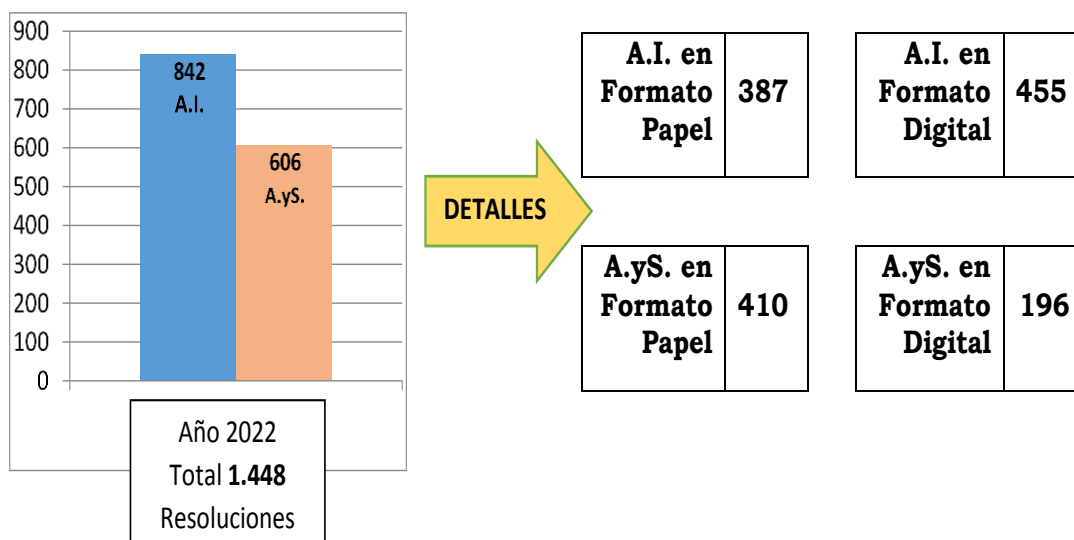 900
800
700
600
500
400
300
200
100
0
842
A.I.
606
A.yS.
Año 2022
Total 1.448
Resoluciones
DETALLES
A.I. en
Formato
Papel
387
A.I. en
Formato
Digital
455
A.yS. en
Formato
Papel
410
A.yS. en
Formato
Digital
196